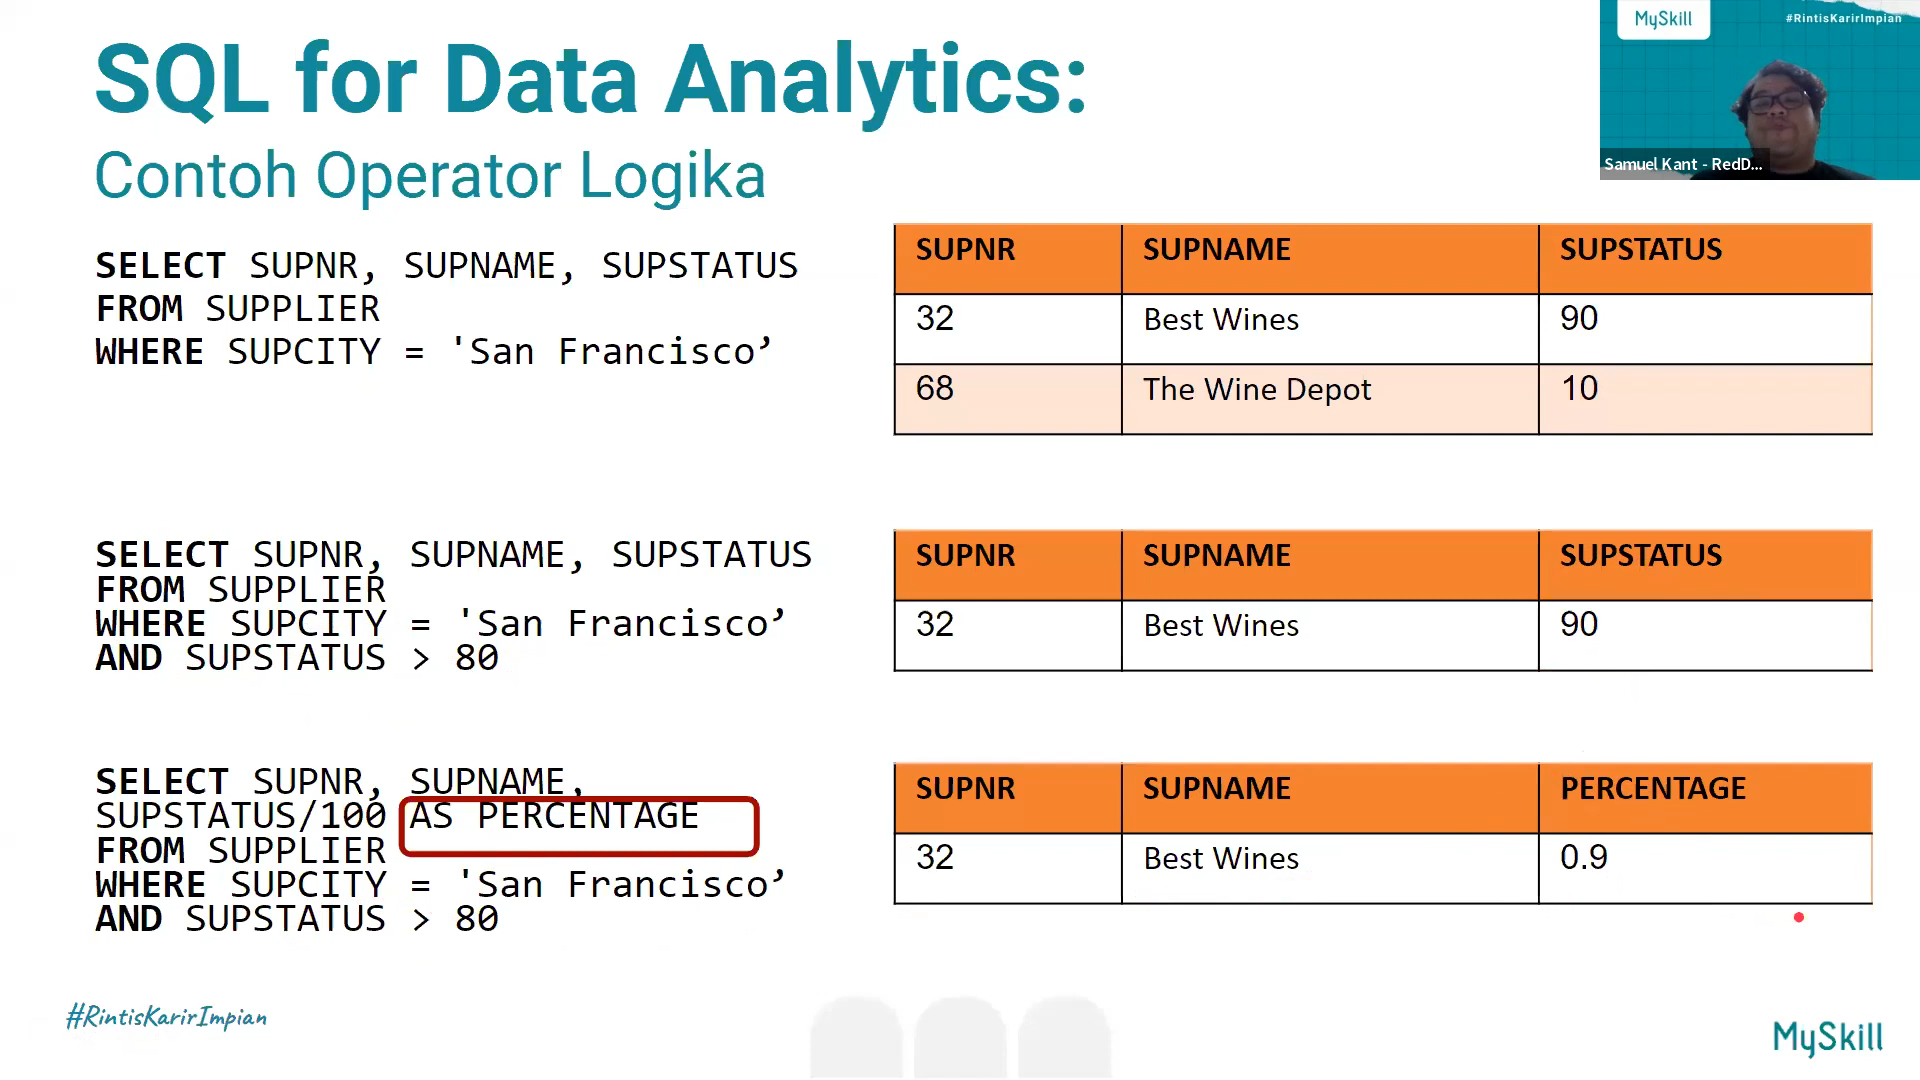 MySkill
#RintisKarirImpian
Samuel Kant - RedD...
SQL for Data Analytics:
Contoh Operator Logika
SELECT SUPNR, SUPNAME, SUPSTATUS
FROM SUPPLIER
WHERE SUPCITY = 'San Francisco’
SUPNR SUPNAME SUPSTATUS
32 Best Wines 90
68 The Wine Depot 10
SELECT SUPNR, SUPNAME, SUPSTATUS
FROM SUPPLIER
WHERE SUPCITY = 'San Francisco’
AND SUPSTATUS > 80
SUPNR SUPNAME SUPSTATUS
32 Best Wines 90
SELECT SUPNR, SUPNAME,
SUPSTATUS/100 AS PERCENTAGE
FROM SUPPLIER
WHERE SUPCITY = 'San Francisco’
AND SUPSTATUS > 80
SUPNR SUPNAME PERCENTAGE
32 Best Wines 0.9
#RintisKarirImpian
MySkill